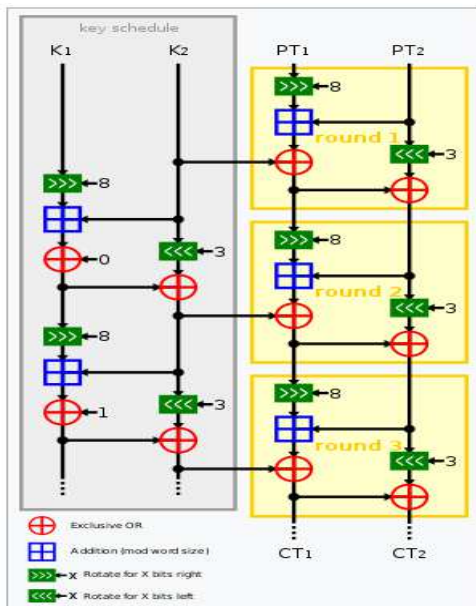 key schedule
K1 K2 PT1 PT2
>>> 8
round 1
<<< 3
>>> 8
0
<<< 3
>>> 8
round 2
<<< 3
>>> 8
1
<<< 3
>>> 8
round 3
<<< 3
CT1 CT2
Exclusive OR
Addition (mod word size)
>>> X Rotate for X bits right
<<< X Rotate for X bits left